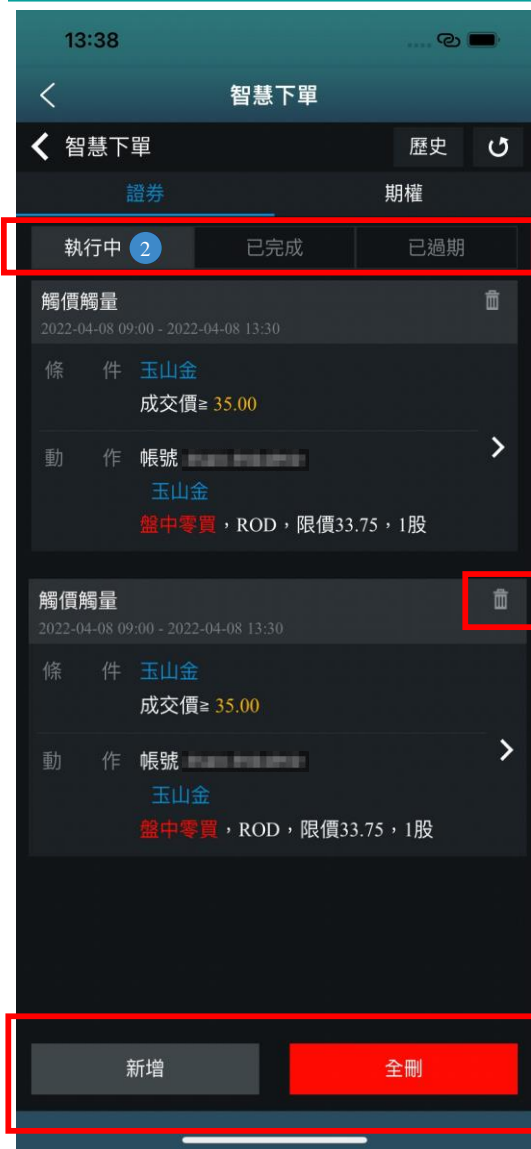 13:38
智慧下單
智慧下單 歷史
證券 期權
執行中 2 已完成 已過期
觸價觸量
2022-04-08 09:00 - 2022-04-08 13:30
條 件 玉山金
成交價≧ 35.00
動 作 帳號
玉山金
盤中零買，ROD，限價33.75，1股
觸價觸量
2022-04-08 09:00 - 2022-04-08 13:30
條 件 玉山金
成交價≧ 35.00
動 作 帳號
玉山金
盤中零買，ROD，限價33.75，1股
新增 全刪